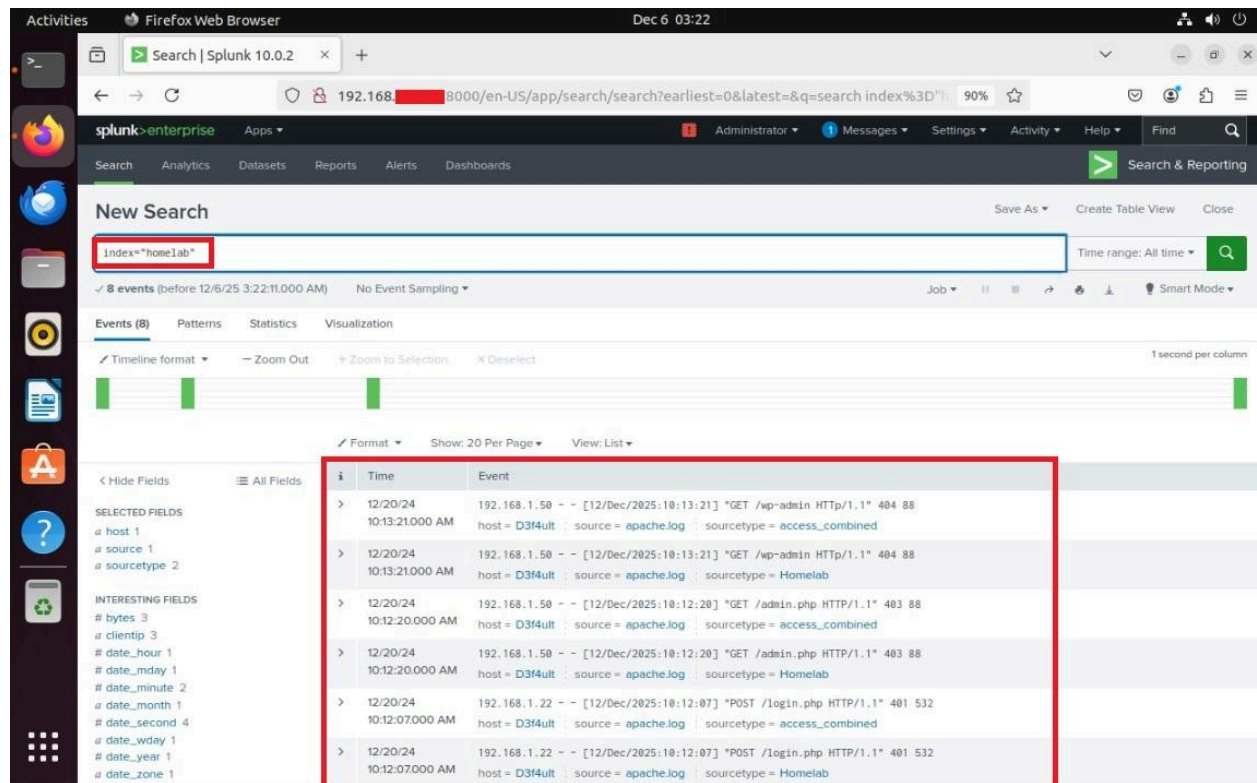 Activities Firefox Web Browser Dec 6 03:22
Search | Splunk 10.0.2
192.168. 8000/en-US/app/search/search?earliest=0&latest=&q=search index%3D"h 90%
splunk>enterprise Apps Administrator 1 Messages Settings Activity Help Find
Search Analytics Datasets Reports Alerts Dashboards Search & Reporting
New Search Save As Create Table View Close
index="homelab" Time range: All time
8 events (before 12/6/25 3:22:11.000 AM) No Event Sampling Job Smart Mode
Events (8) Patterns Statistics Visualization
Timeline format — Zoom Out + Zoom to Selection × Deselect 1 second per column
Format Show: 20 Per Page View: List
< Hide Fields All Fields i Time Event
SELECTED FIELDS
a host 1
a source 1
a sourcetype 2
INTERESTING FIELDS
# bytes 3
a clientip 3
# date_hour 1
# date_mday 1
# date_minute 2
a date_month 1
# date_second 4
a date_wday 1
# date_year 1
a date_zone 1
> 12/20/24 192.168.1.50 - - [12/Dec/2025:10:13:21] "GET /wp-admin HTTp/1.1" 404 88
10:13:21.000 AM host = D3f4ult source = apache.log sourcetype = access_combined
> 12/20/24 192.168.1.50 - - [12/Dec/2025:10:13:21] "GET /wp-admin HTTp/1.1" 404 88
10:13:21.000 AM host = D3f4ult source = apache.log sourcetype = Homelab
> 12/20/24 192.168.1.50 - - [12/Dec/2025:10:12:20] "GET /admin.php HTTP/1.1" 403 88
10:12:20.000 AM host = D3f4ult source = apache.log sourcetype = access_combined
> 12/20/24 192.168.1.50 - - [12/Dec/2025:10:12:20] "GET /admin.php HTTP/1.1" 403 88
10:12:20.000 AM host = D3f4ult source = apache.log sourcetype = Homelab
> 12/20/24 192.168.1.22 - - [12/Dec/2025:10:12:07] "POST /login.php HTTP/1.1" 401 532
10:12:07.000 AM host = D3f4ult source = apache.log sourcetype = access_combined
> 12/20/24 192.168.1.22 - - [12/Dec/2025:10:12:07] "POST /login.php HTTP/1.1" 401 532
10:12:07.000 AM host = D3f4ult source = apache.log sourcetype = Homelab